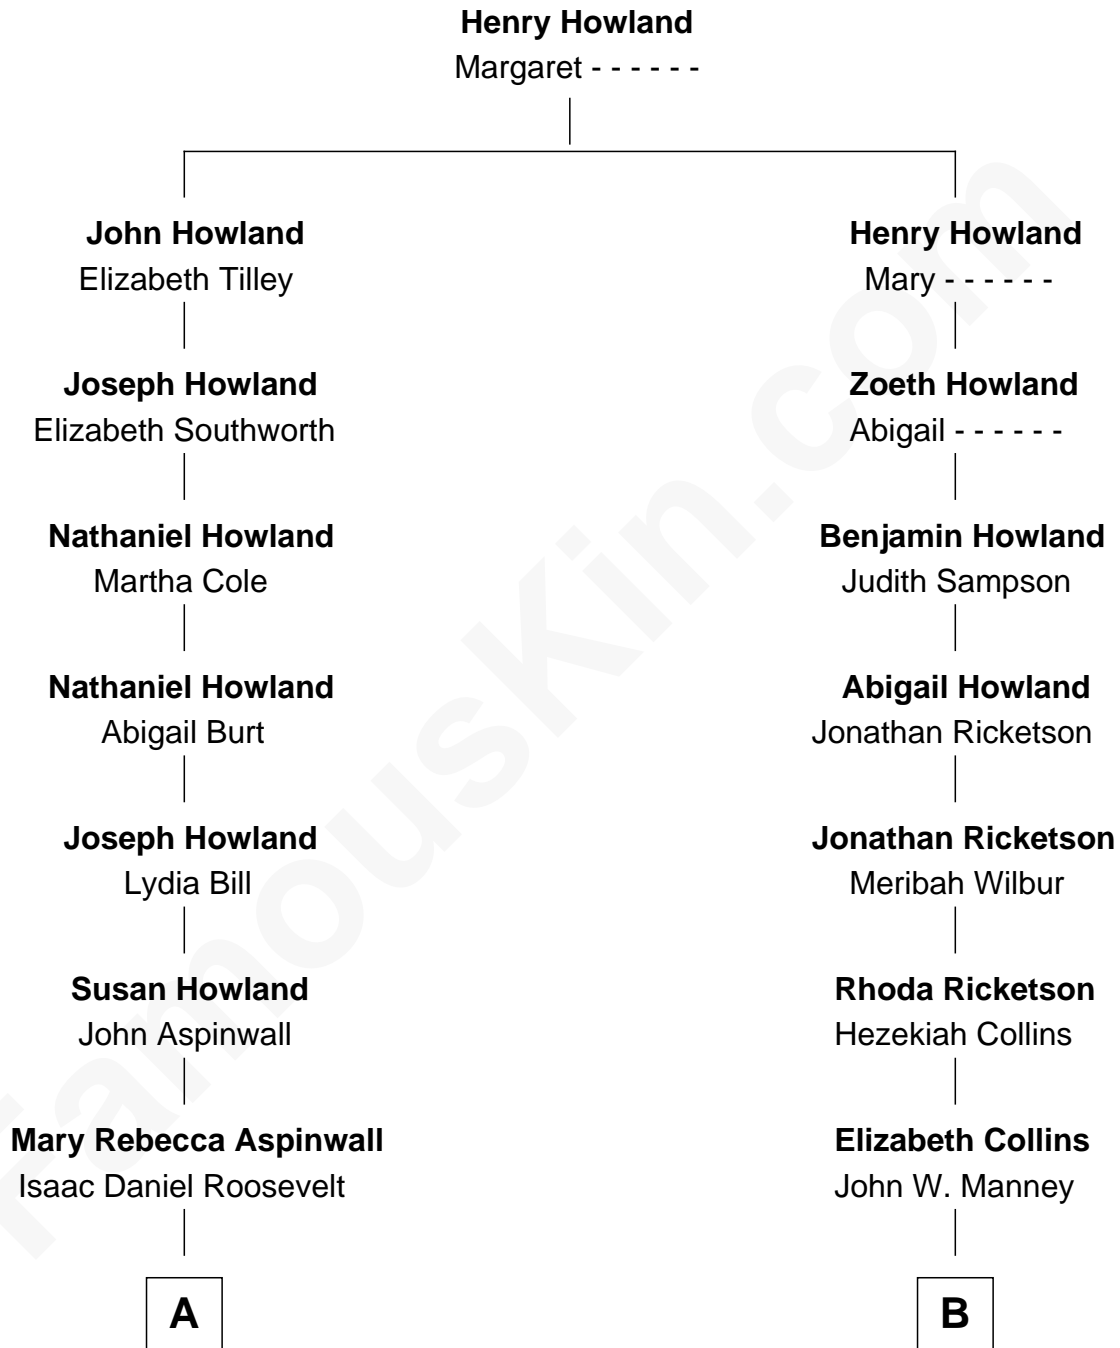 Henry Howland
Margaret - - - - - -
John Howland
Elizabeth Tilley
Henry Howland
Mary - - - - - -
Joseph Howland
Elizabeth Southworth
Zoeth Howland
Abigail - - - - - -
Nathaniel Howland
Martha Cole
Benjamin Howland
Judith Sampson
Nathaniel Howland
Abigail Burt
Abigail Howland
Jonathan Ricketson
Joseph Howland
Lydia Bill
Jonathan Ricketson
Meribah Wilbur
Susan Howland
John Aspinwall
Rhoda Ricketson
Hezekiah Collins
Mary Rebecca Aspinwall
Isaac Daniel Roosevelt
Elizabeth Collins
John W. Manney
A
B
FamousKin.com